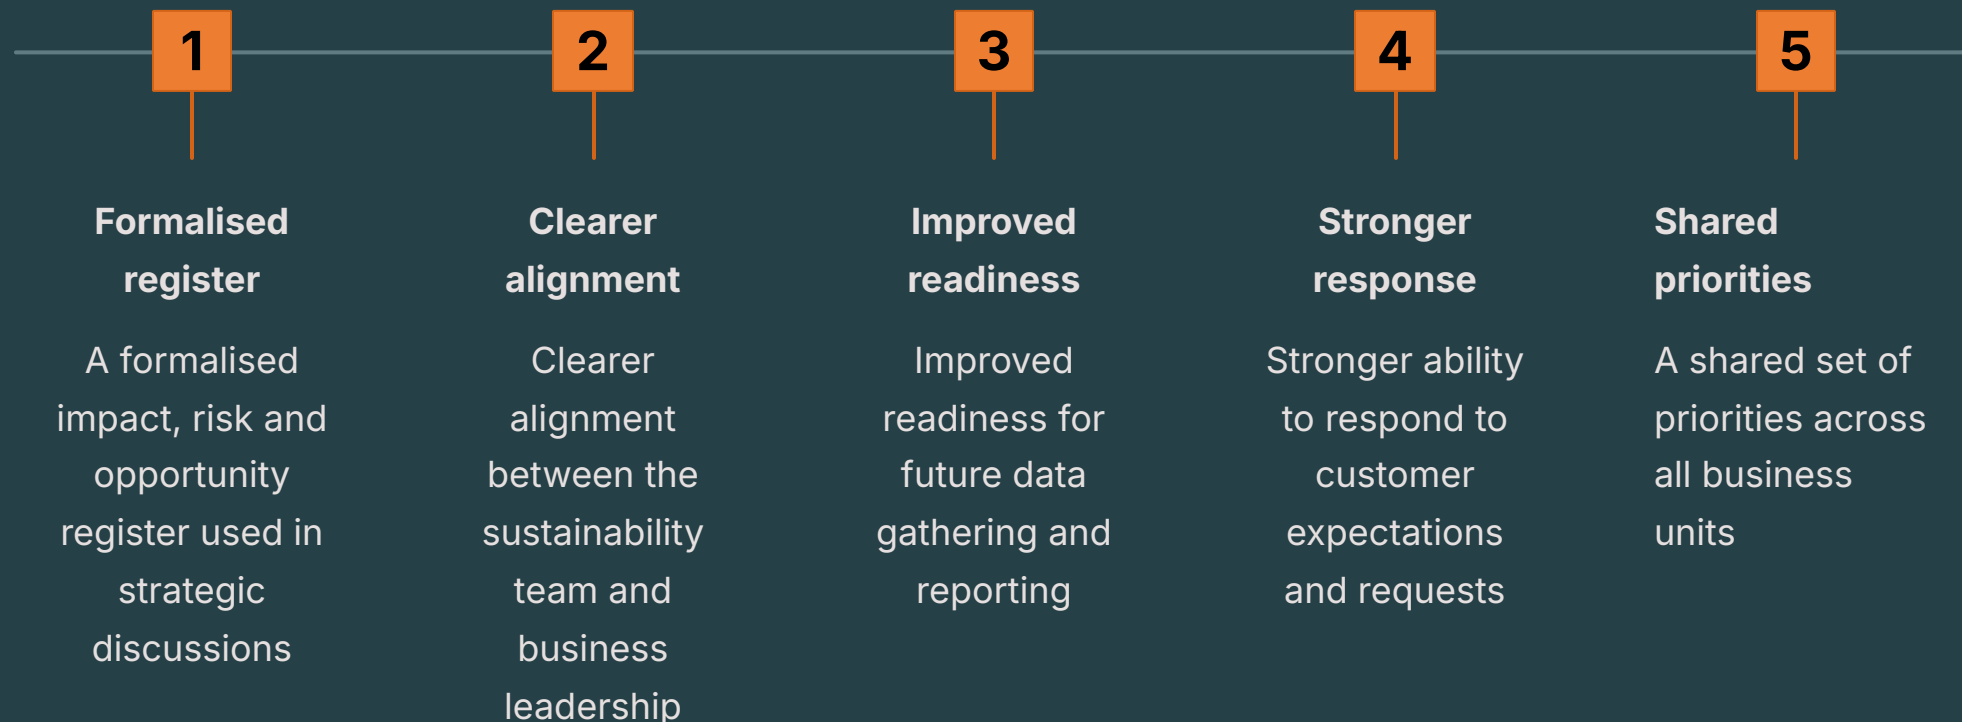 1
2
3
4
5
Formalised
register
A formalised
impact, risk and
opportunity
register used in
strategic
discussions
Clearer
alignment
Clearer
alignment
between the
sustainability
team and
business
leadership
Improved
readiness
Improved
readiness for
future data
gathering and
reporting
Stronger
response
Stronger ability
to respond to
customer
expectations
and requests
Shared
priorities
A shared set of
priorities across
all business
units